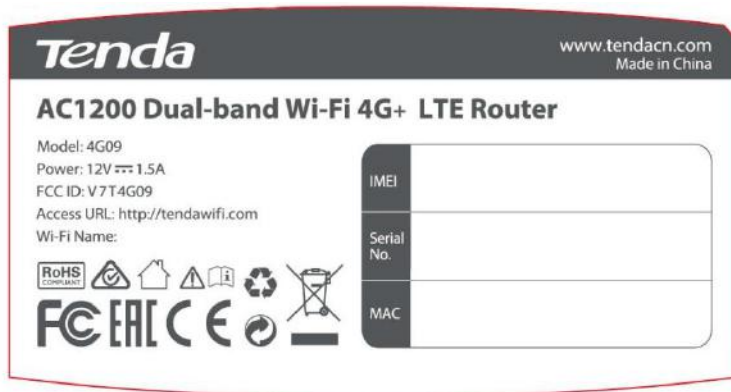 Tenda
www.tendacn.com
Made in China
AC1200 Dual-band Wi-Fi 4G+ LTE Router
Model: 4G09
Power: 12V⎓1.5A
FCC ID: V7T4G09
Access URL: http://tendawifi.com
Wi-Fi Name:
IMEI
Serial
No.
MAC
RoHS
COMPLIANT
FC EAC CE